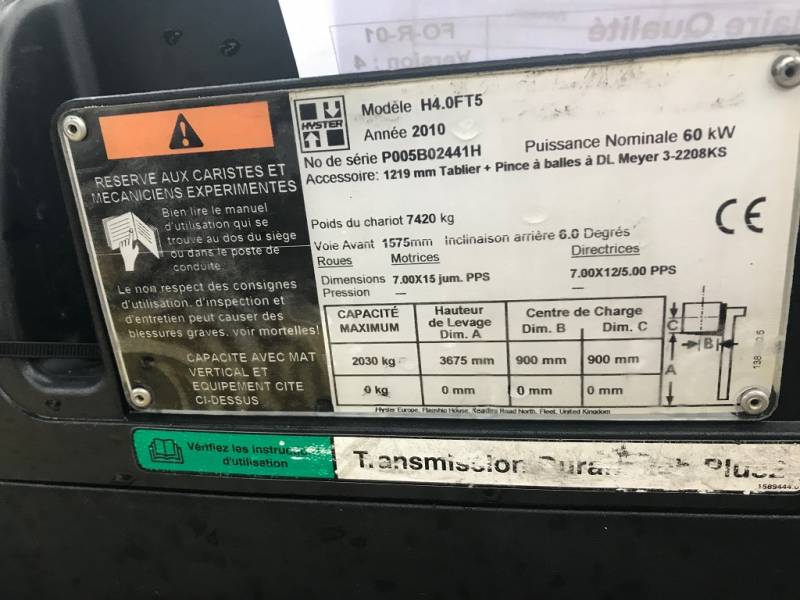 aire Qualité
FO-R-01
Version : 4
HYSTER
Modèle H4.0FT5
Année 2010
No de série P005B02441H
Puissance Nominale 60 kW
Accessoire: 1219 mm Tablier + Pince à balles à DL Meyer 3-2208KS
Poids du chariot 7420 kg
Voie Avant 1575mm Inclinaison arrière 6.0 Degrés
Roues Motrices Directrices
Dimensions 7.00X15 jum. PPS 7.00X12/5.00 PPS
Pression — —
CAPACITÉ MAXIMUM Hauteur de Levage Dim. A Centre de Charge Dim. B Dim. C
2030 kg 3675 mm 900 mm 900 mm
0 kg 0 mm 0 mm 0 mm
C
B
A
CE
Hyster Europe, Flagship House, Reading Road North, Fleet, United Kingdom
RESERVE AUX CARISTES ET
MECANICIENS EXPERIMENTES
Bien lire le manuel
d'utilisation qui se
trouve au dos du siège
ou dans le poste de
conduite.
Le non respect des consignes
d'utilisation, d'inspection et
d'entretien peut causer des
blessures graves, voir mortelles!
CAPACITE AVEC MAT
VERTICAL ET
EQUIPEMENT CITE
CI-DESSUS
Vérifiez les instruc
d'utilisation
Transmission